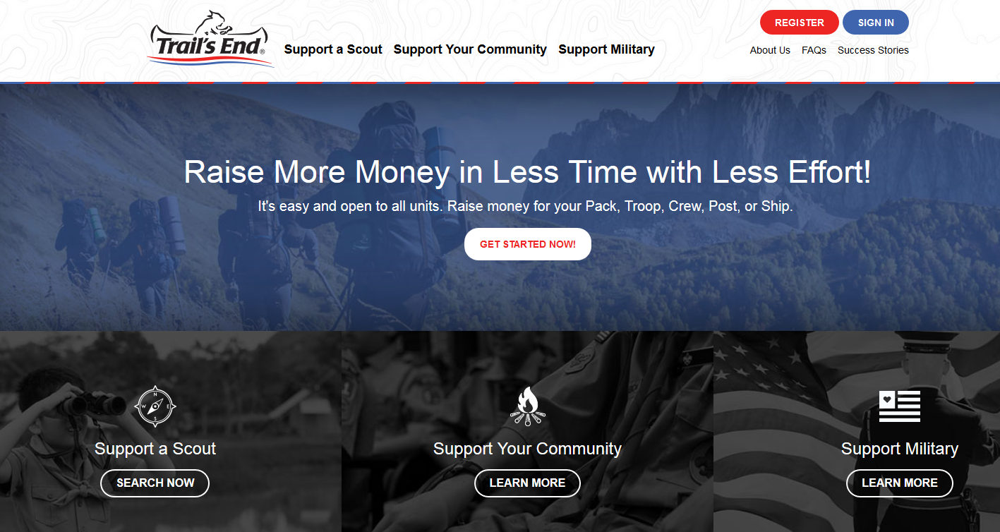 Trail's End®
Support a Scout
Support Your Community
Support Military
REGISTER
SIGN IN
About Us
FAQs
Success Stories
Raise More Money in Less Time with Less Effort!
It's easy and open to all units. Raise money for your Pack, Troop, Crew, Post, or Ship.
GET STARTED NOW!
N
W
E
S
Support a Scout
SEARCH NOW
Support Your Community
LEARN MORE
Support Military
LEARN MORE